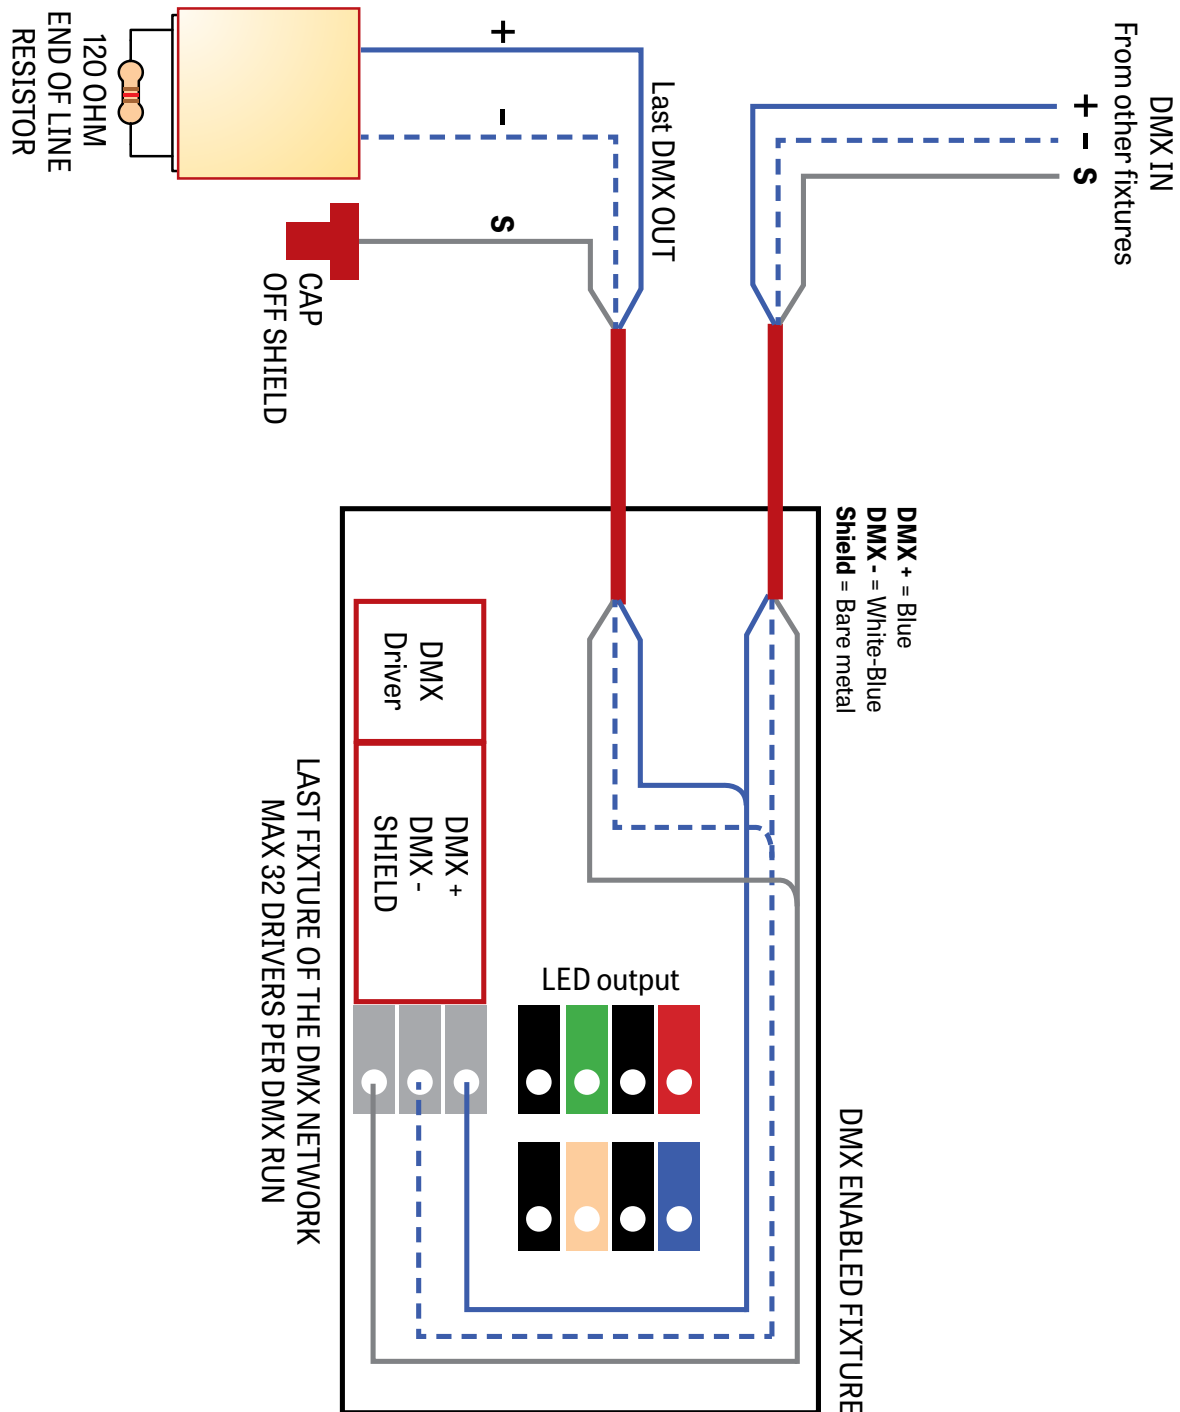 DMX IN
From other fixtures
+
-
s
Last DMX OUT
+
-
s
120 OHM
END OF LINE
RESISTOR
CAP
OFF SHIELD
DMX + = Blue
DMX - = White-Blue
Shield = Bare metal
DMX ENABLED FIXTURE
DMX
Driver
DMX +
DMX -
SHIELD
LED output
LAST FIXTURE OF THE DMX NETWORK
MAX 32 DRIVERS PER DMX RUN